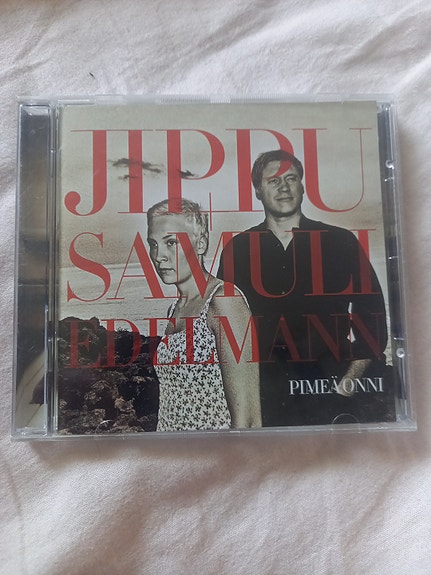 JIPPU
SAMULI
EDELMANN
PIMEÄ ONNI